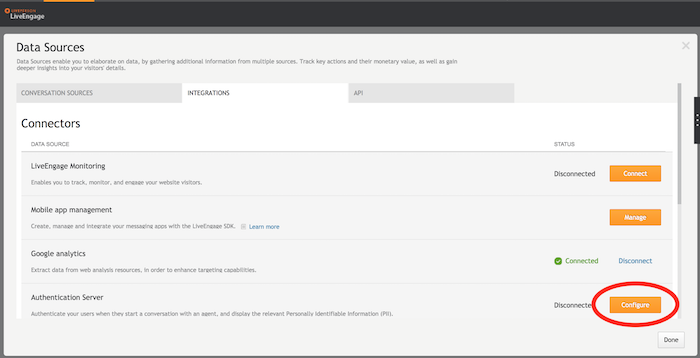 LIVEPERSON
LiveEngage
Data Sources
Data Sources enable you to elaborate on data, by gathering additional information from multiple sources. Track key actions and their monetary value, as well as gain
deeper insights into your visitors' details.
CONVERSATION SOURCES INTEGRATIONS API
Connectors
DATA SOURCE STATUS
LiveEngage Monitoring
Enables you to track, monitor, and engage your website visitors.
Disconnected Connect
Mobile app management
Create, manage and integrate your messaging apps with the LiveEngage SDK. Learn more
Manage
Google analytics
Extract data from web analysis resources, in order to enhance targeting capabilities.
Connected Disconnect
Authentication Server
Authenticate your users when they start a conversation with an agent, and display the relevant Personally Identifiable Information (PII).
Disconnected Configure
Done